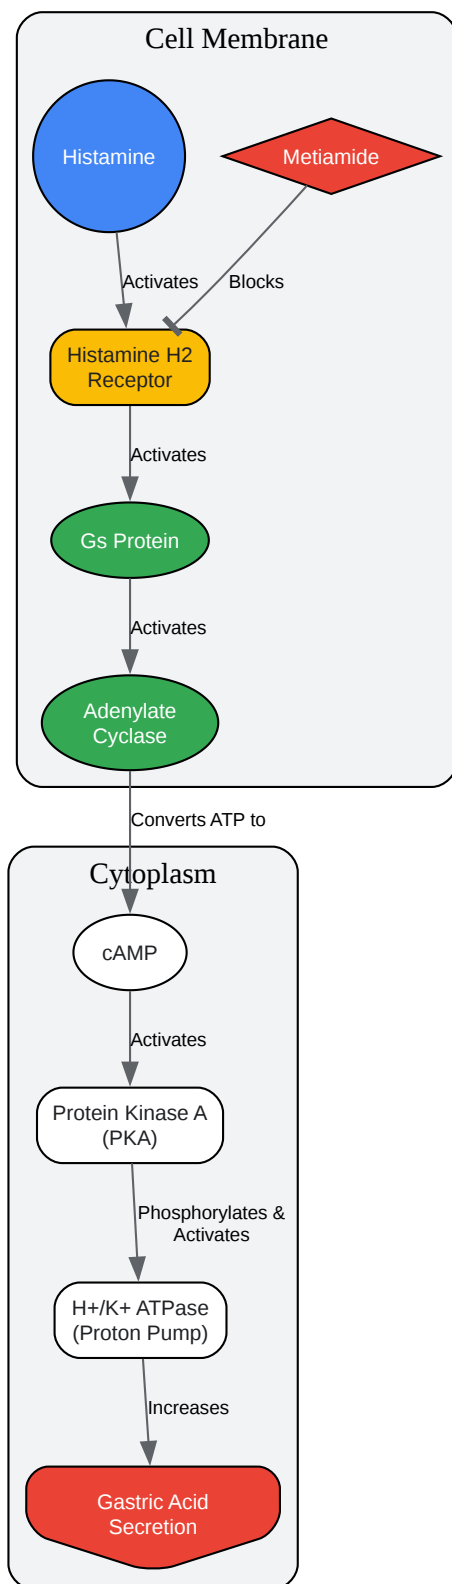 Cell Membrane
Histamine
Metiamide
Activates
Blocks
Histamine H2
Receptor
Activates
Gs Protein
Activates
Adenylate
Cyclase
Converts ATP to
Cytoplasm
cAMP
Activates
Protein Kinase A
(PKA)
Phosphorylates &
Activates
H+/K+ ATPase
(Proton Pump)
Increases
Gastric Acid
Secretion